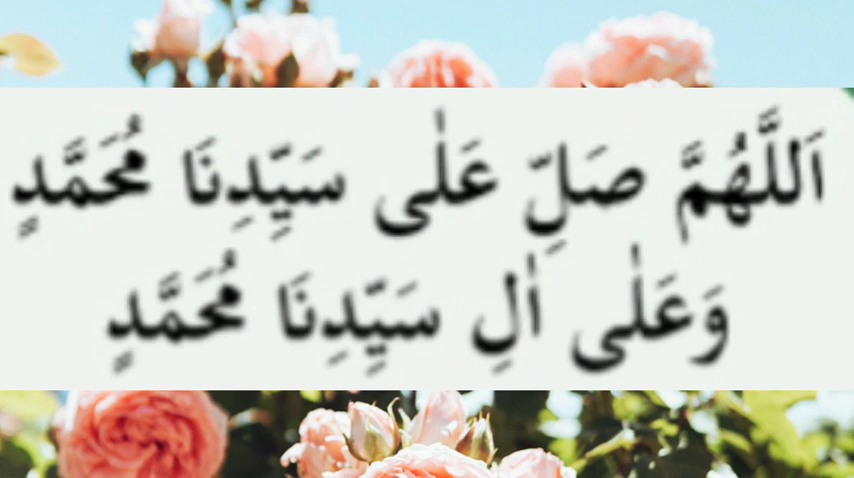 اَللَّهُمَّ صَلِّ عَلٰى سَيِّدِنَا مُحَمَّدٍ
وَعَلٰى اٰلِ سَيِّدِنَا مُحَمَّدٍ